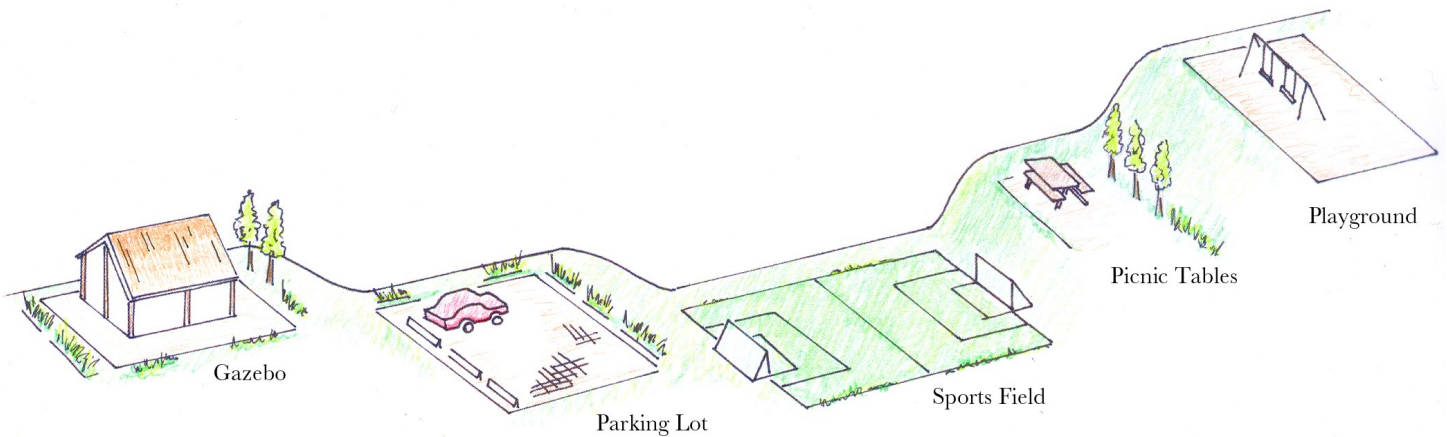 Gazebo
Parking Lot
Sports Field
Picnic Tables
Playground